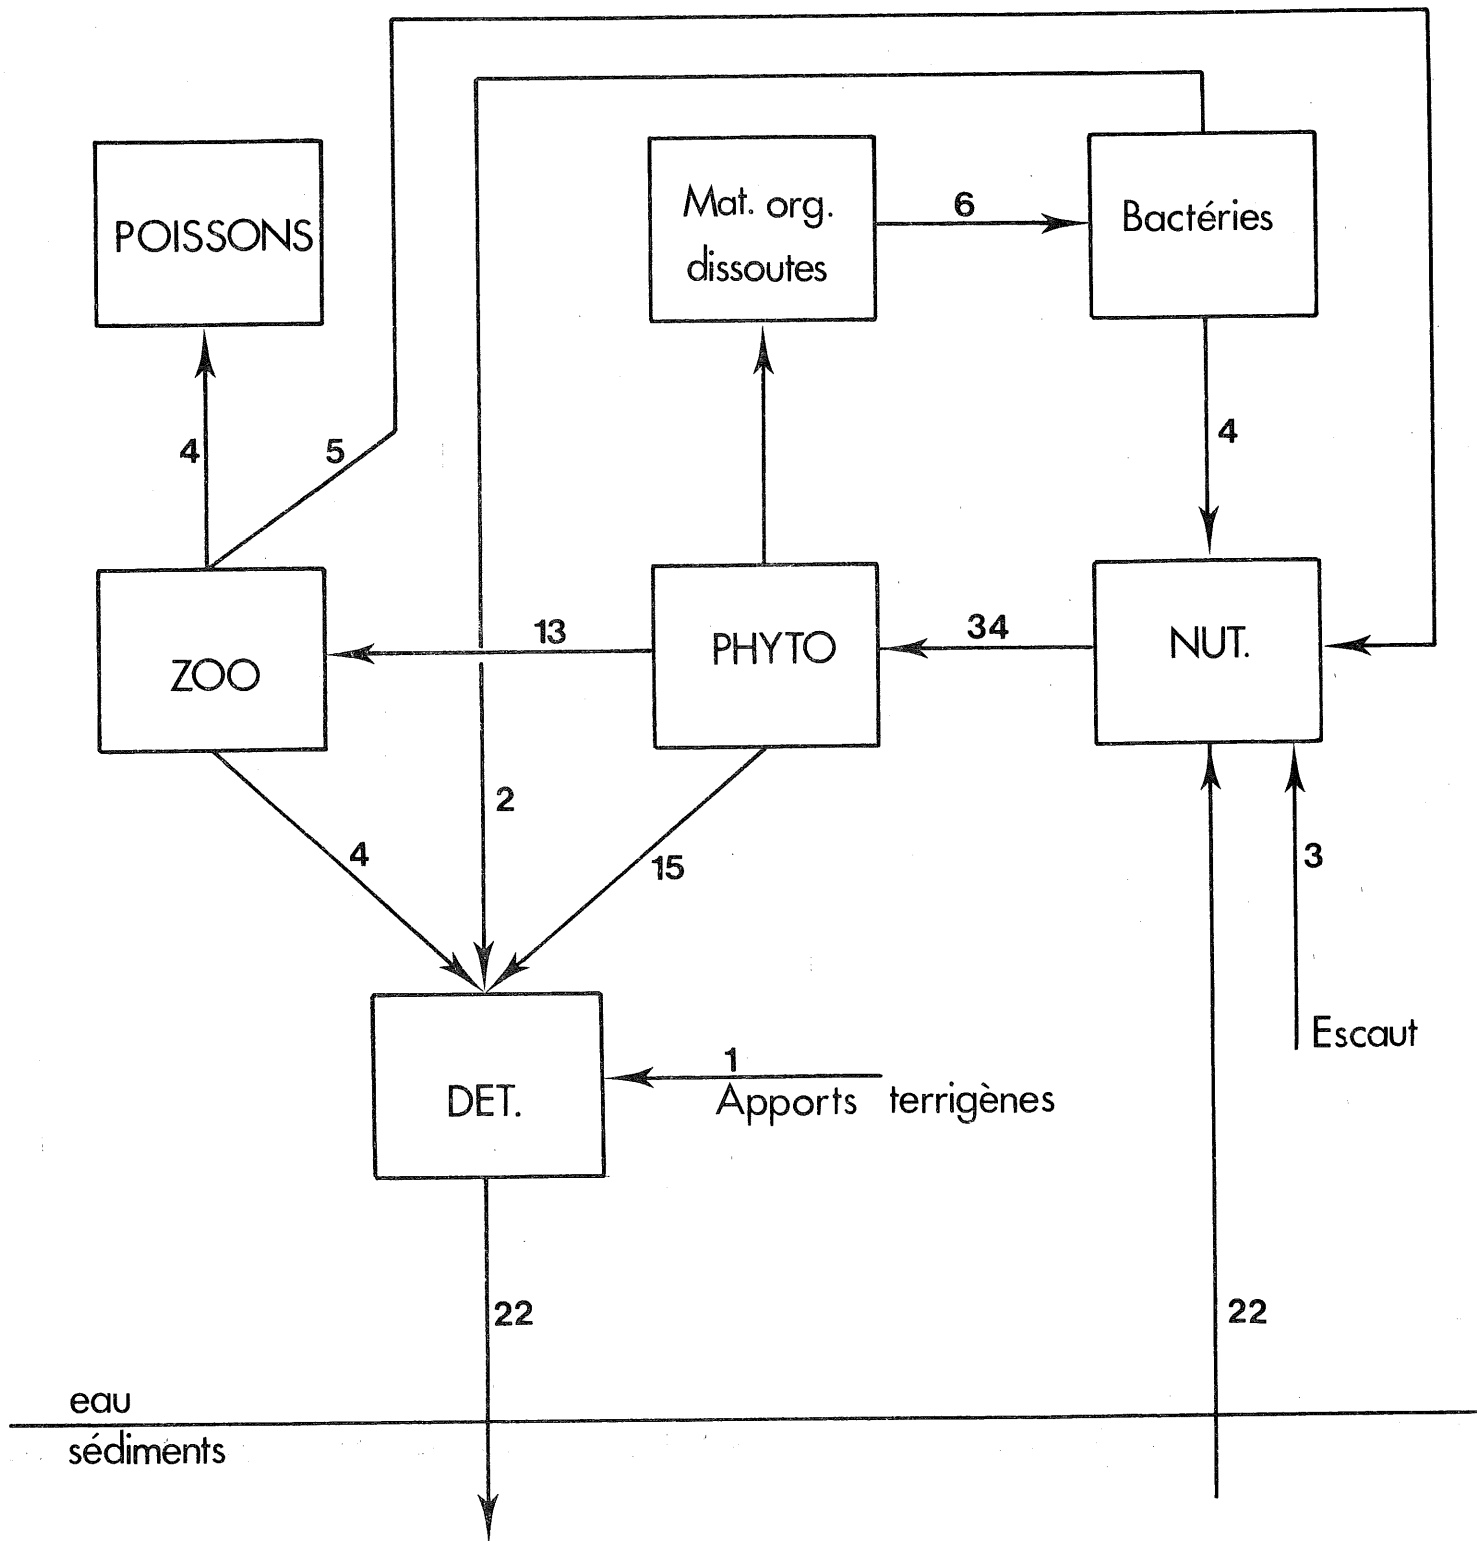 POISSONS
Mat. org.
dissoutes
6
Bactéries
4
5
4
ZOO
13
PHYTO
34
NUT.
4
2
15
3
DET.
1
Apports terrigènes
Escaut
22
22
eau
sédiments